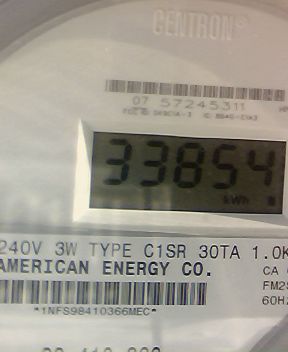 CENTRON®
07 57245311
33854
kWh
240V 3W TYPE C1SR 30TA 1.0K
AMERICAN ENERGY CO.
CA
FM2S
*1NFS98410366MEC*
60HZ